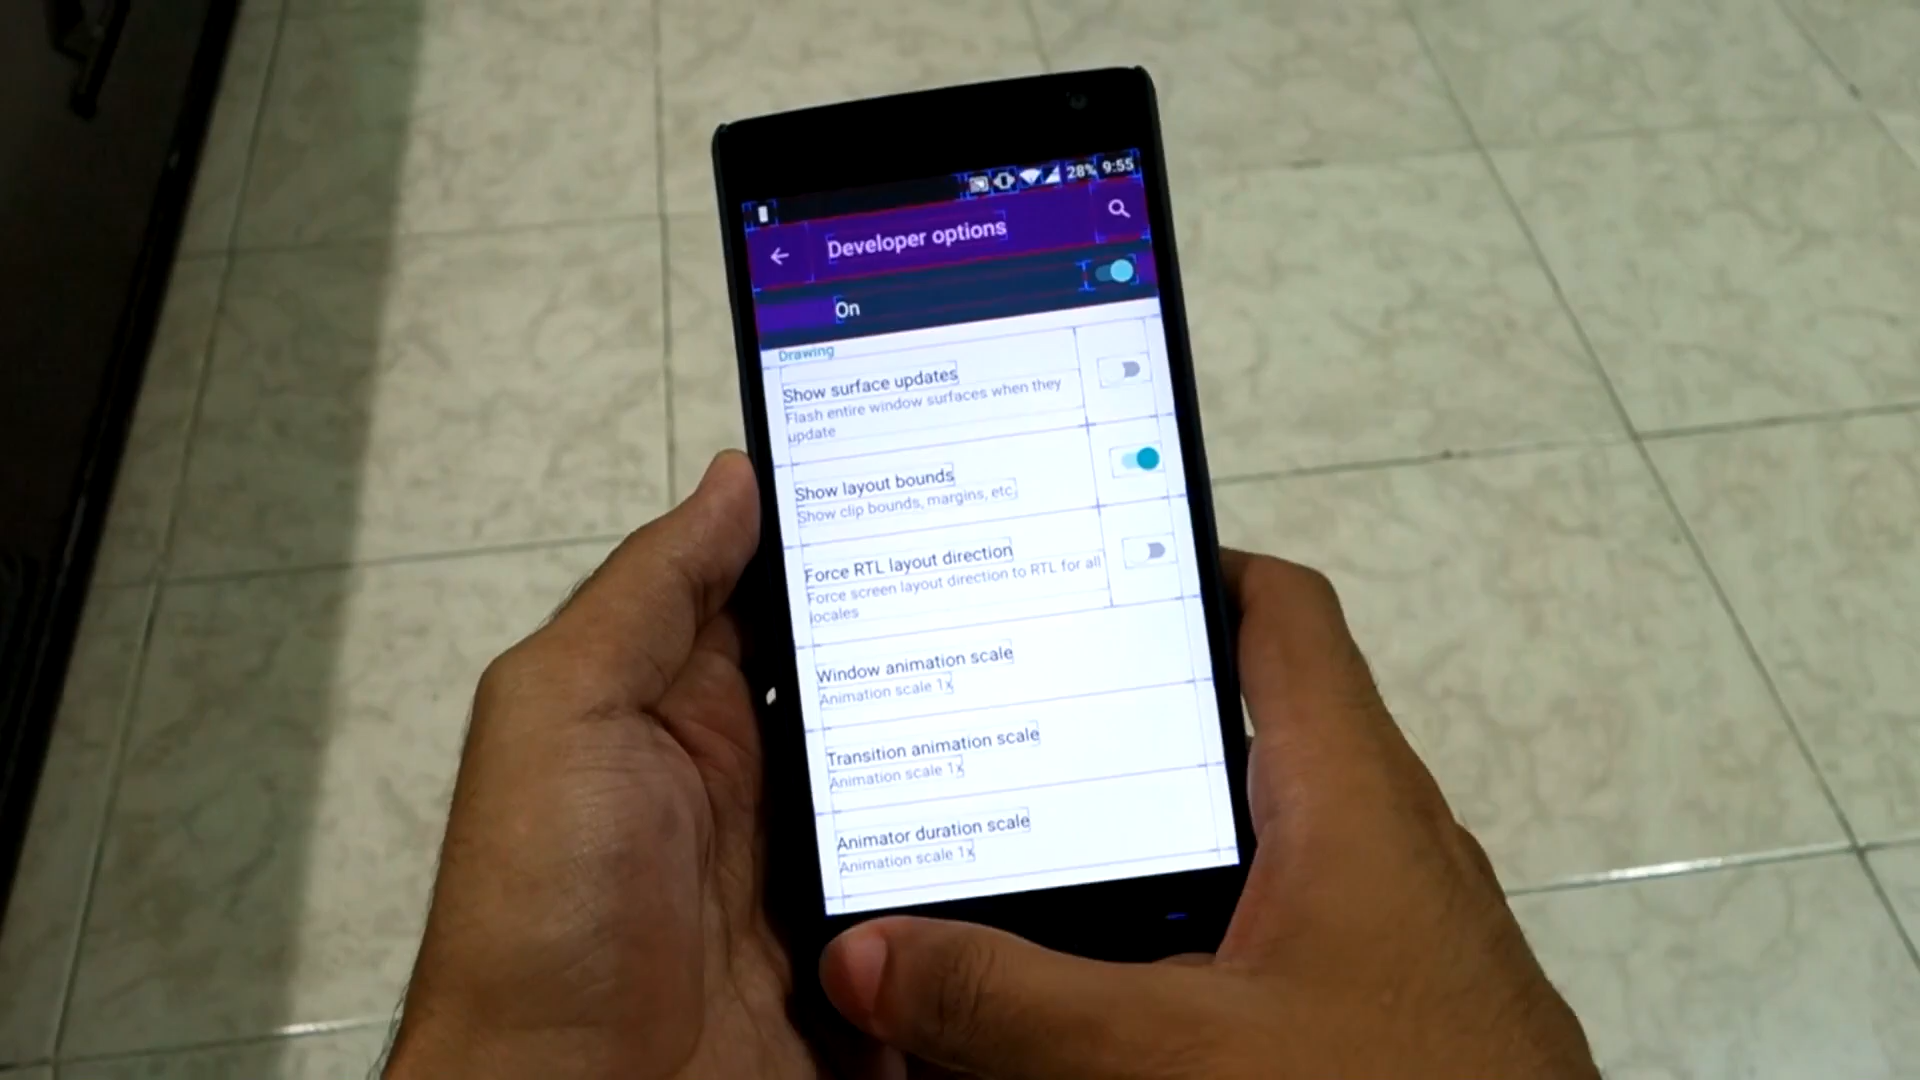 28% 9:55
Developer options
On
Drawing
Show surface updates
Flash entire window surfaces when they
update
Show layout bounds
Show clip bounds, margins, etc.
Force RTL layout direction
Force screen layout direction to RTL for all
locales
Window animation scale
Animation scale 1x
Transition animation scale
Animation scale 1x
Animator duration scale
Animation scale 1x